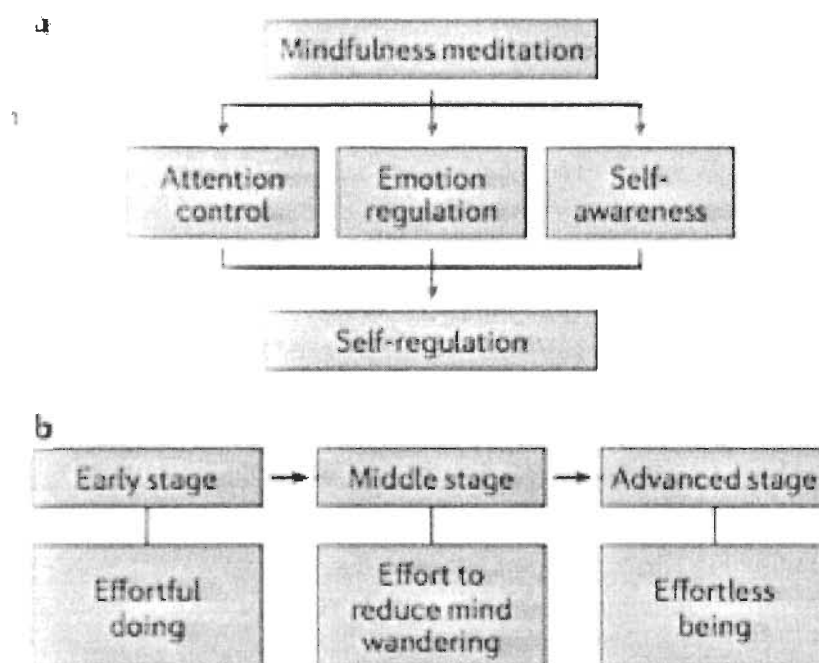 a
Mindfulness meditation
Attention
control
Emotion
regulation
Self-
awareness
Self-regulation
b
Early stage
Middle stage
Advanced stage
Effortful
doing
Effort to
reduce mind
wandering
Effortless
being